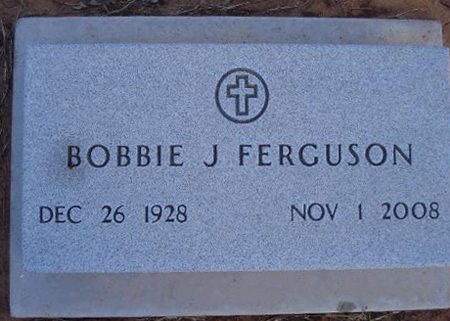 BOBBIE J FERGUSON
DEC 26 1928 NOV 1 2008